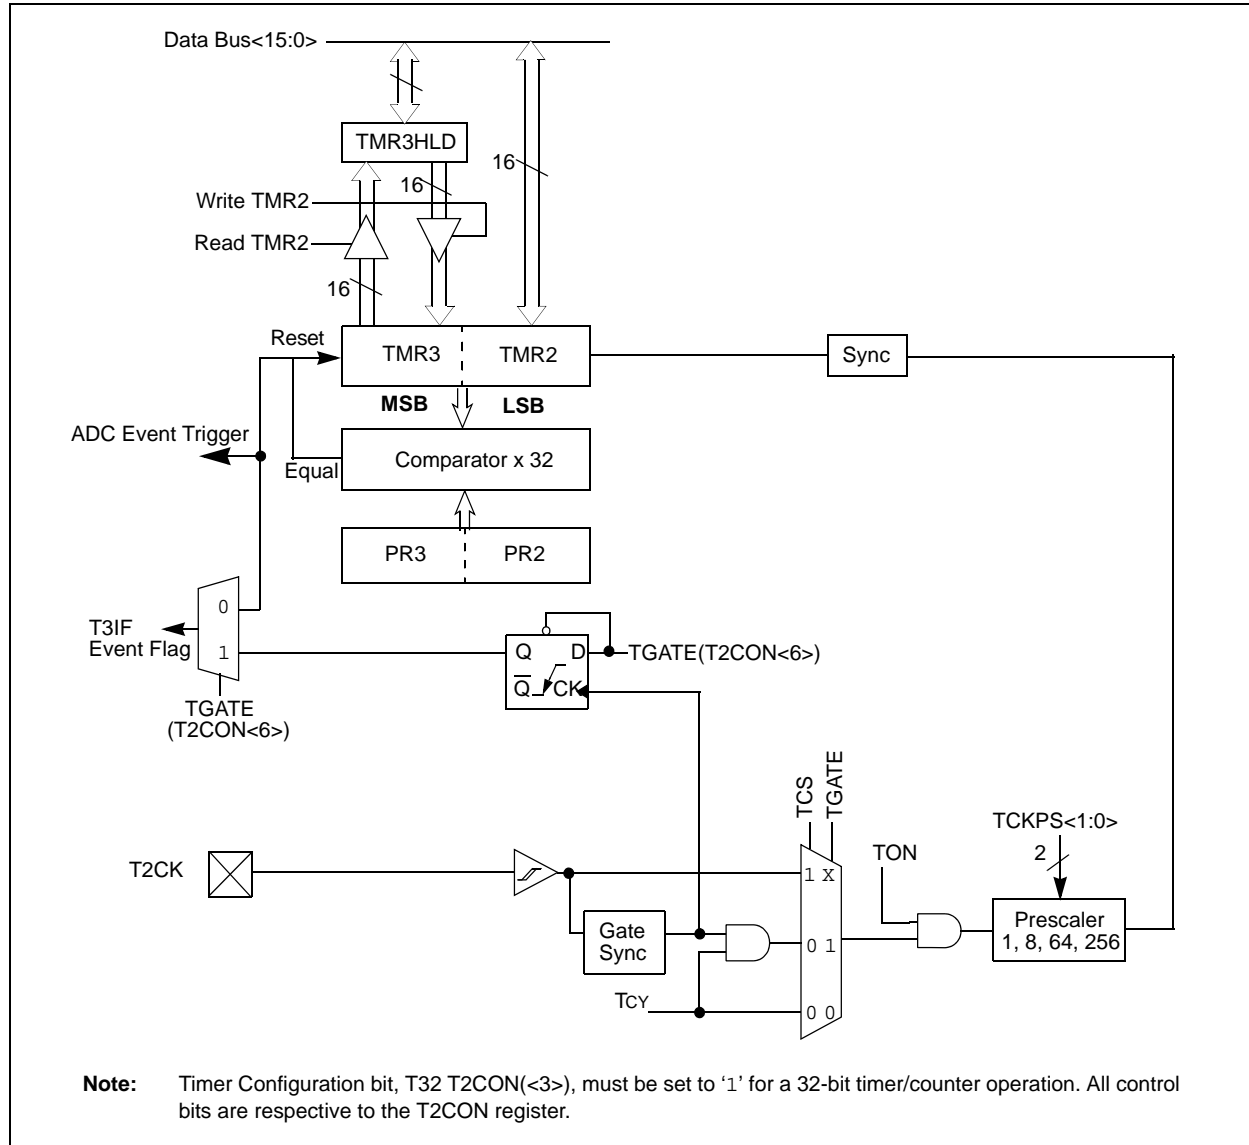 Data Bus<15:0>
TMR3HLD
16
16
Write TMR2
Read TMR2
16
Reset
TMR3
TMR2
Sync
MSB
LSB
ADC Event Trigger
Equal
Comparator x 32
PR3
PR2
0
T3IF
Event Flag
1
Q
D
TGATE(T2CON<6>)
Q
CK
TGATE
(T2CON<6>)
TCS
TGATE
TCKPS<1:0>
2
TON
T2CK
1 X
Prescaler
1, 8, 64, 256
Gate
Sync
0 1
TCY
0 0
Note: Timer Configuration bit, T32 T2CON(<3>), must be set to ‘1’ for a 32-bit timer/counter operation. All control
bits are respective to the T2CON register.